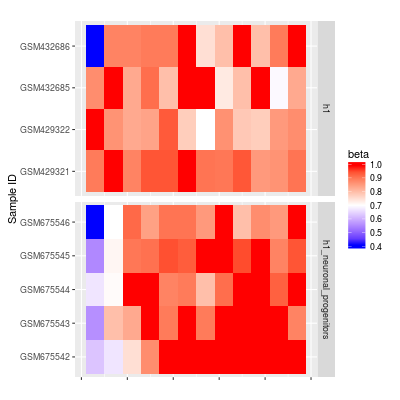 Sample ID
GSM432686
GSM432685
GSM429322
GSM429321
h1
GSM675546
GSM675545
GSM675544
GSM675543
GSM675542
h1_neuronal_progenitors
beta
1.0
0.9
0.8
0.7
0.6
0.5
0.4